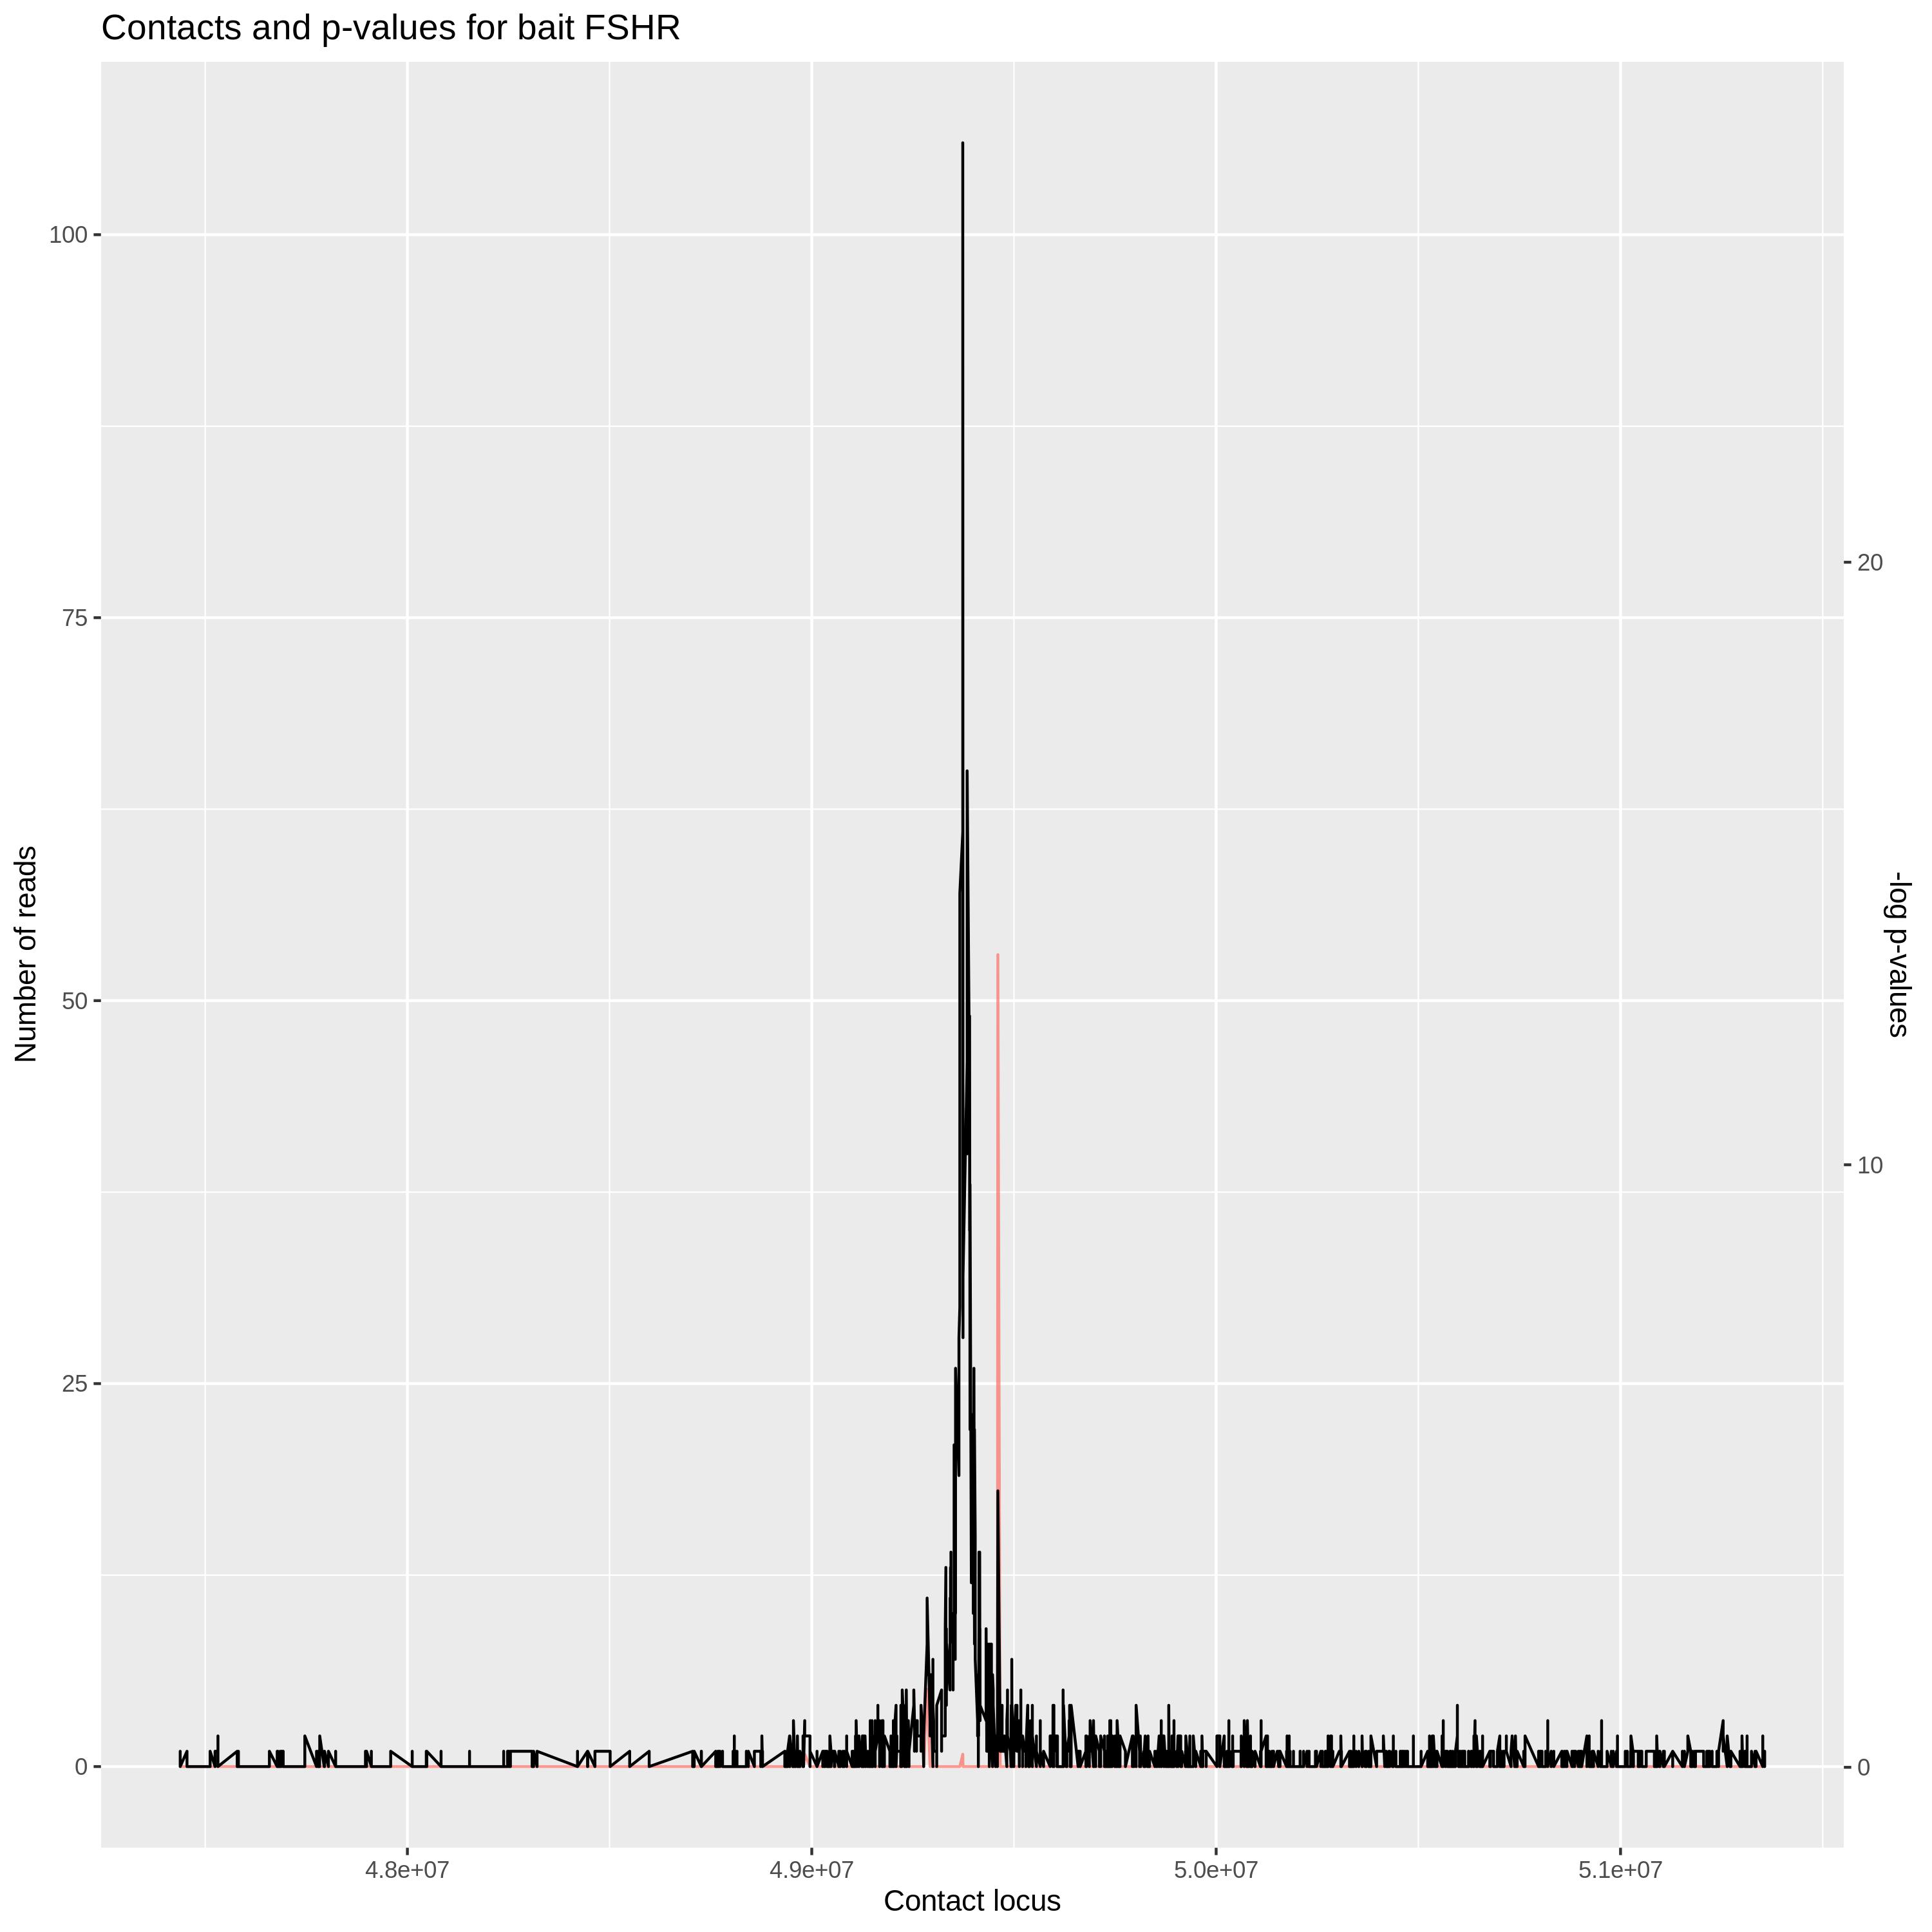 Contacts and p-values for bait FSHR
100
75
50
25
0
Number of reads
20
10
0
-log p-values
4.8e+07 4.9e+07 5.0e+07 5.1e+07
Contact locus